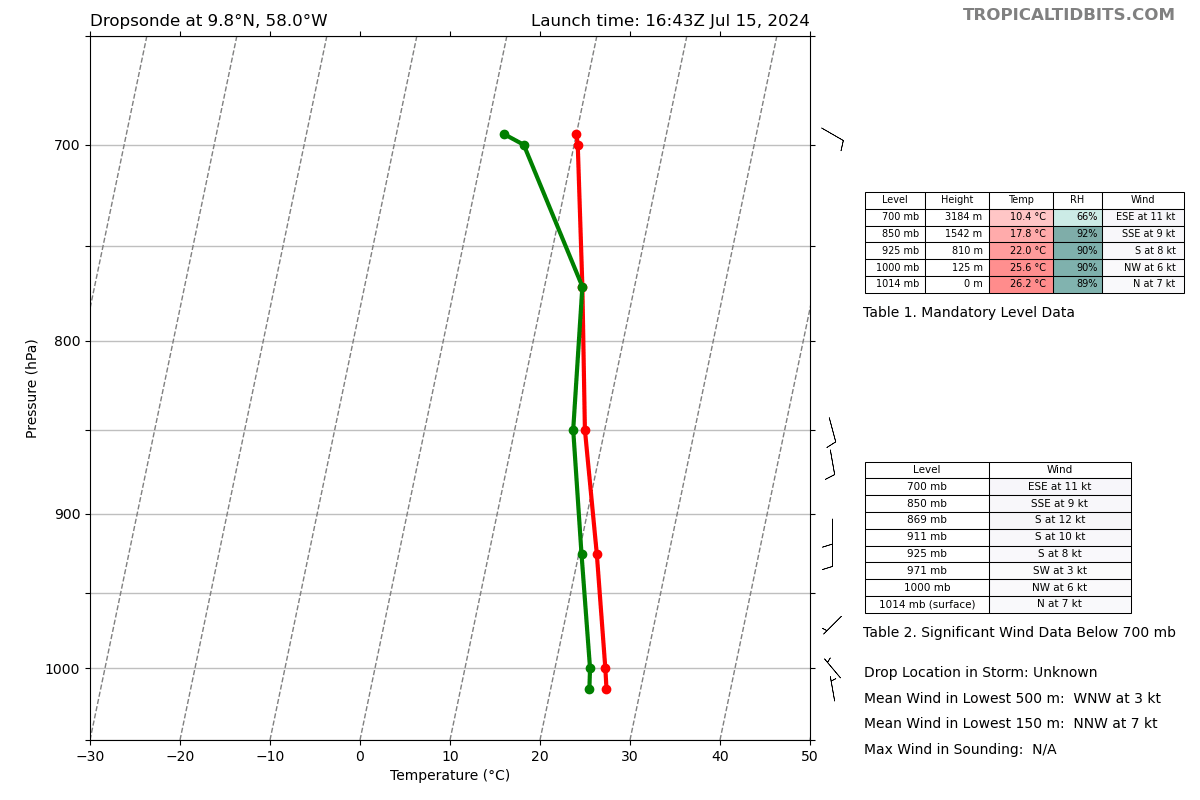 Dropsonde at 9.8°N, 58.0°W Launch time: 16:43Z Jul 15, 2024
TROPICALTIDBITS.COM
Pressure (hPa)
700
800
900
1000
−30 −20 −10 0 10 20 30 40 50
Temperature (°C)
Level Height Temp RH Wind
700 mb 3184 m 10.4 °C 66% ESE at 11 kt
850 mb 1542 m 17.8 °C 92% SSE at 9 kt
925 mb 810 m 22.0 °C 90% S at 8 kt
1000 mb 125 m 25.6 °C 90% NW at 6 kt
1014 mb 0 m 26.2 °C 89% N at 7 kt
Table 1. Mandatory Level Data
Level Wind
700 mb ESE at 11 kt
850 mb SSE at 9 kt
869 mb S at 12 kt
911 mb S at 10 kt
925 mb S at 8 kt
971 mb SW at 3 kt
1000 mb NW at 6 kt
1014 mb (surface) N at 7 kt
Table 2. Significant Wind Data Below 700 mb
Drop Location in Storm: Unknown
Mean Wind in Lowest 500 m: WNW at 3 kt
Mean Wind in Lowest 150 m: NNW at 7 kt
Max Wind in Sounding: N/A